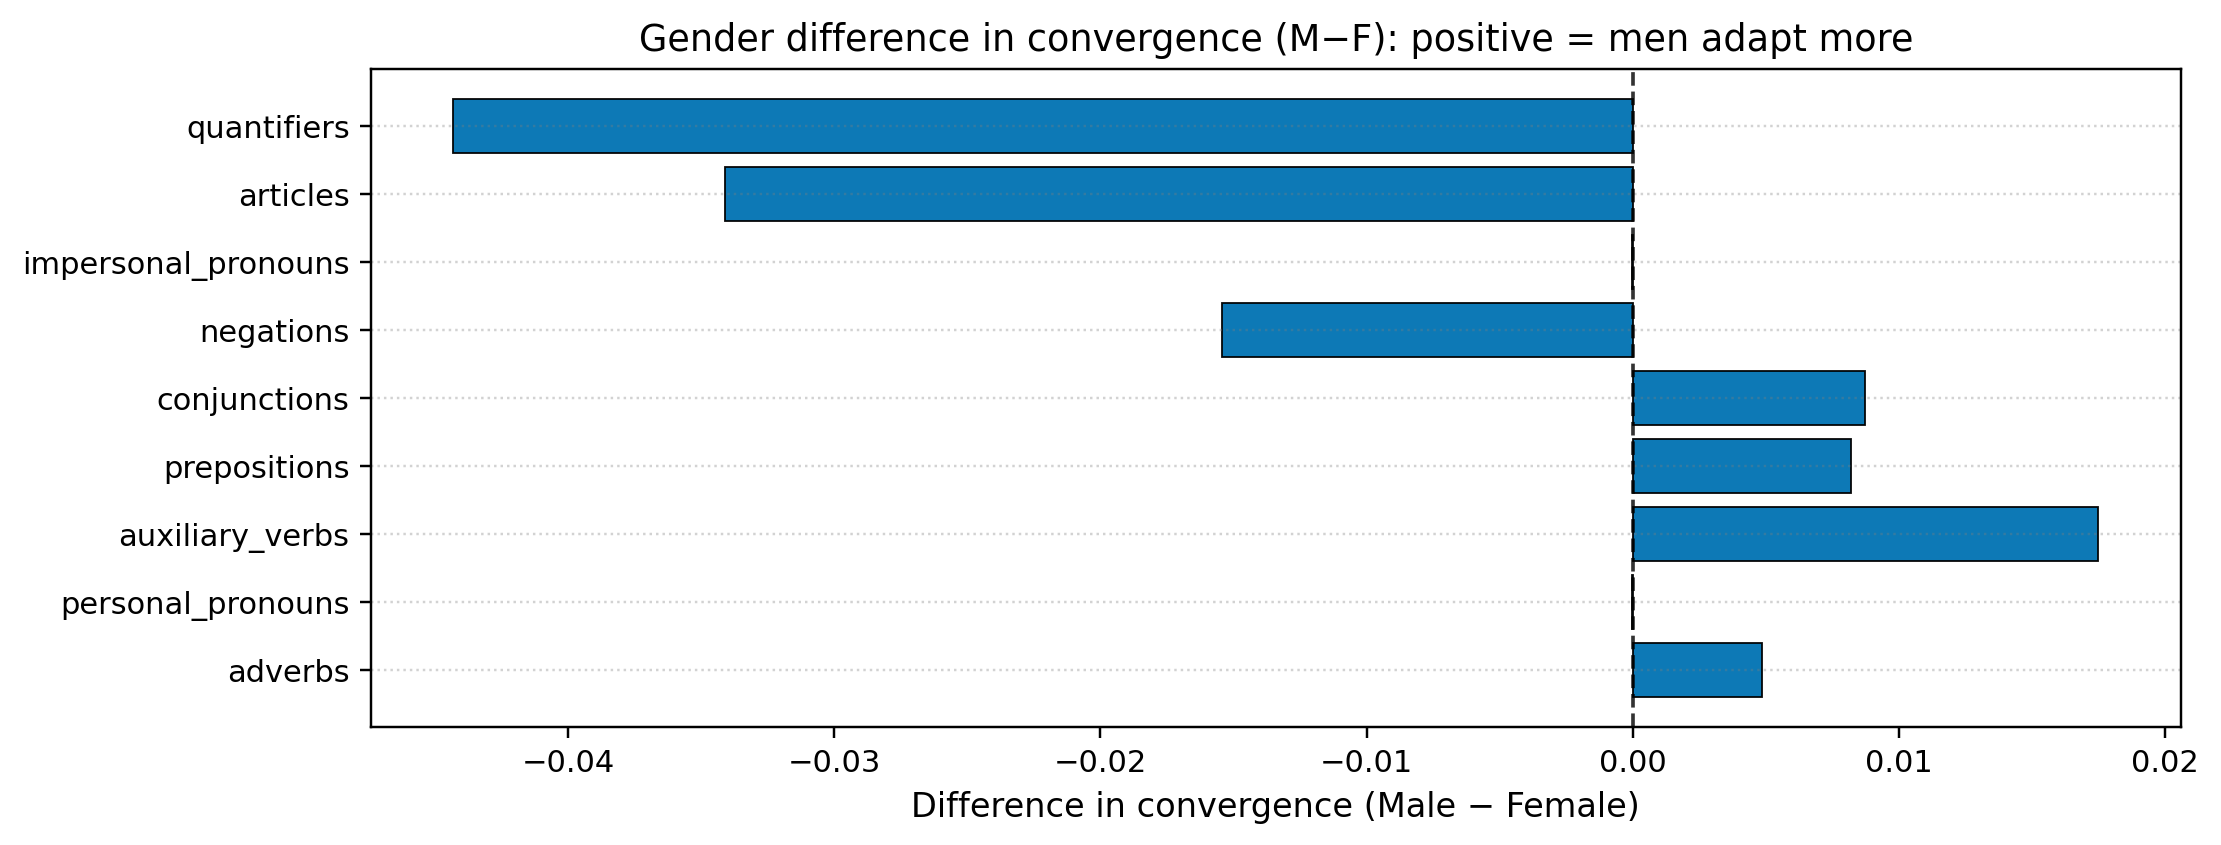 Gender difference in convergence (M−F): positive = men adapt more
quantifiers
articles
impersonal_pronouns
negations
conjunctions
prepositions
auxiliary_verbs
personal_pronouns
adverbs
−0.04 −0.03 −0.02 −0.01 0.00 0.01 0.02
Difference in convergence (Male − Female)